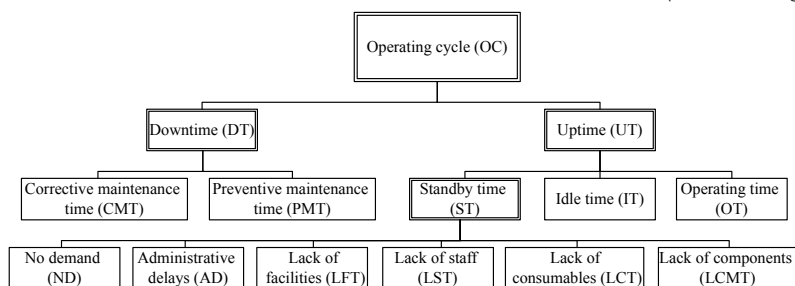 Operating cycle (OC)
Downtime (DT)
Uptime (UT)
Corrective maintenance
time (CMT)
Preventive maintenance
time (PMT)
Standby time
(ST)
Idle time (IT)
Operating time
(OT)
No demand
(ND)
Administrative
delays (AD)
Lack of
facilities (LFT)
Lack of staff
(LST)
Lack of
consumables (LCT)
Lack of components
(LCMT)